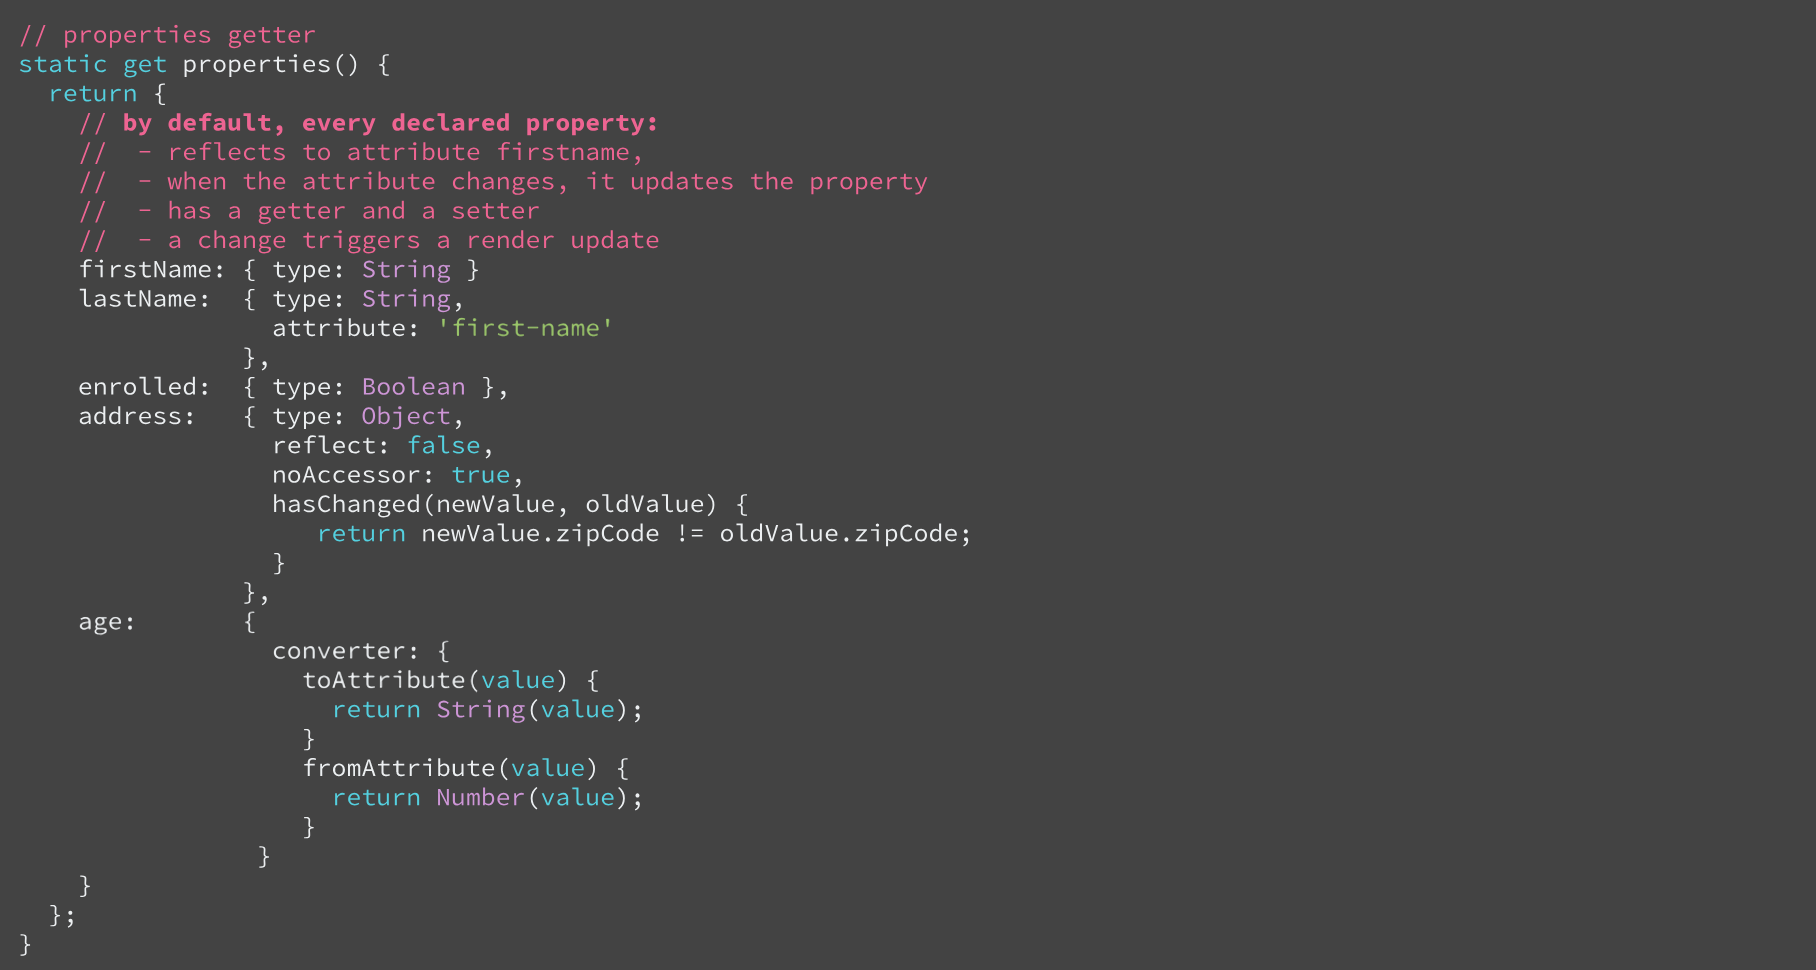 // properties getter
static get properties() {
  return {
    // by default, every declared property:
    //  - reflects to attribute firstname,
    //  - when the attribute changes, it updates the property
    //  - has a getter and a setter
    //  - a change triggers a render update
    firstName: { type: String }
    lastName:  { type: String,
                 attribute: 'first-name'
               },
    enrolled:  { type: Boolean },
    address:   { type: Object,
                 reflect: false,
                 noAccessor: true,
                 hasChanged(newValue, oldValue) {
                    return newValue.zipCode != oldValue.zipCode;
                 }
               },
    age:       {
                 converter: {
                   toAttribute(value) {
                     return String(value);
                   }
                   fromAttribute(value) {
                     return Number(value);
                   }
                }
    }
  };
}